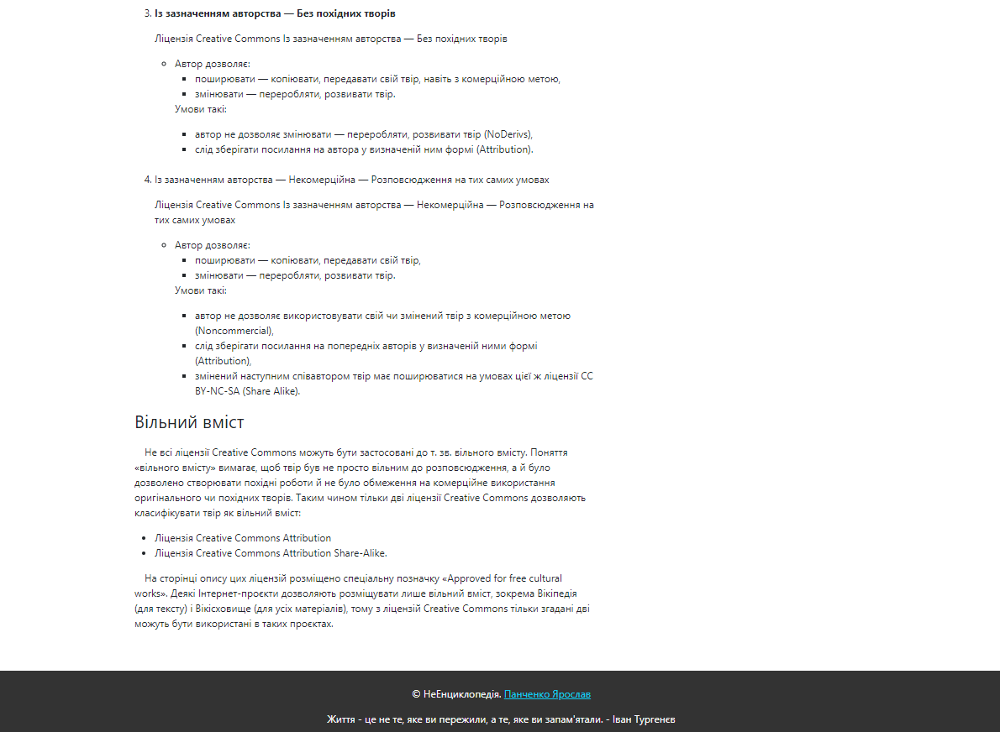 3. Із зазначенням авторства — Без похідних творів
Ліцензія Creative Commons Із зазначенням авторства — Без похідних творів
Автор дозволяє:
поширювати — копіювати, передавати свій твір, навіть з комерційною метою,
змінювати — переробляти, розвивати твір.
Умови такі:
автор не дозволяє змінювати — переробляти, розвивати твір (NoDerivs),
слід зберігати посилання на автора у визначеній ним формі (Attribution).
4. Із зазначенням авторства — Некомерційна — Розповсюдження на тих самих умовах
Ліцензія Creative Commons Із зазначенням авторства — Некомерційна — Розповсюдження на
тих самих умовах
Автор дозволяє:
поширювати — копіювати, передавати свій твір,
змінювати — переробляти, розвивати твір.
Умови такі:
автор не дозволяє використовувати свій чи змінений твір з комерційною метою
(Noncommercial),
слід зберігати посилання на попередніх авторів у визначеній ними формі
(Attribution),
змінений наступним співавтором твір має поширюватися на умовах цієї ж ліцензії CC
BY-NC-SA (Share Alike).
Вільний вміст
Не всі ліцензії Creative Commons можуть бути застосовані до т. зв. вільного вмісту. Поняття
«вільного вмісту» вимагає, щоб твір був не просто вільним до розповсюдження, а й було
дозволено створювати похідні роботи й не було обмеження на комерційне використання
оригінального чи похідних творів. Таким чином тільки дві ліцензії Creative Commons дозволяють
класифікувати твір як вільний вміст:
Ліцензія Creative Commons Attribution
Ліцензія Creative Commons Attribution Share-Alike.
На сторінці опису цих ліцензій розміщено спеціальну позначку «Approved for free cultural
works». Деякі Інтернет-проєкти дозволяють розміщувати лише вільний вміст, зокрема Вікіпедія
(для тексту) і Вікісховище (для усіх матеріалів), тому з ліцензій Creative Commons тільки згадані дві
можуть бути використані в таких проєктах.
© НеЕнциклопедія. Панченко Ярослав
Життя - це не те, яке ви пережили, а те, яке ви запам'ятали. - Іван Тургенєв